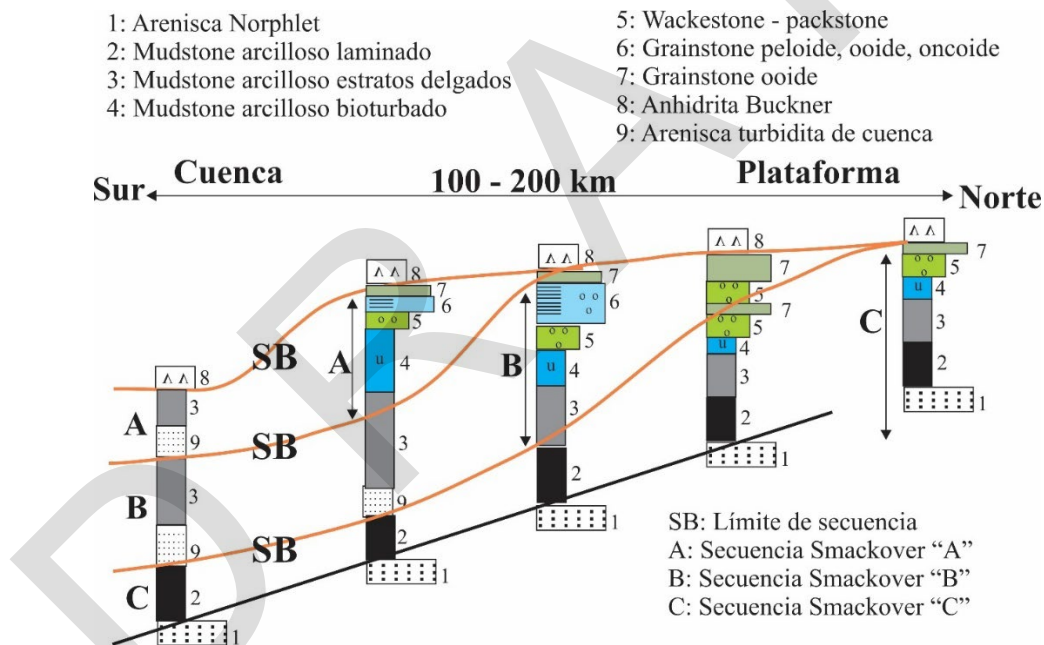 1: Arenisca Norphlet
2: Mudstone arcilloso laminado
3: Mudstone arcilloso estratos delgados
4: Mudstone arcilloso bioturbado
5: Wackestone - packstone
6: Grainstone peloide, ooide, oncoide
7: Grainstone ooide
8: Anhidrita Buckner
9: Arenisca turbidita de cuenca
Cuenca
Plataforma
Sur
100 - 200 km
Norte
8
3
A
9
3
B
9
C
2
1
SB
SB
SB
8
7
6
5
A
u
4
3
9
2
1
8
7
6
5
B
u
4
3
2
1
8
7
5
7
5
u
4
3
2
1
7
5
C
u
4
3
2
1
SB: Límite de secuencia
A: Secuencia Smackover “A”
B: Secuencia Smackover “B”
C: Secuencia Smackover “C”
DRA